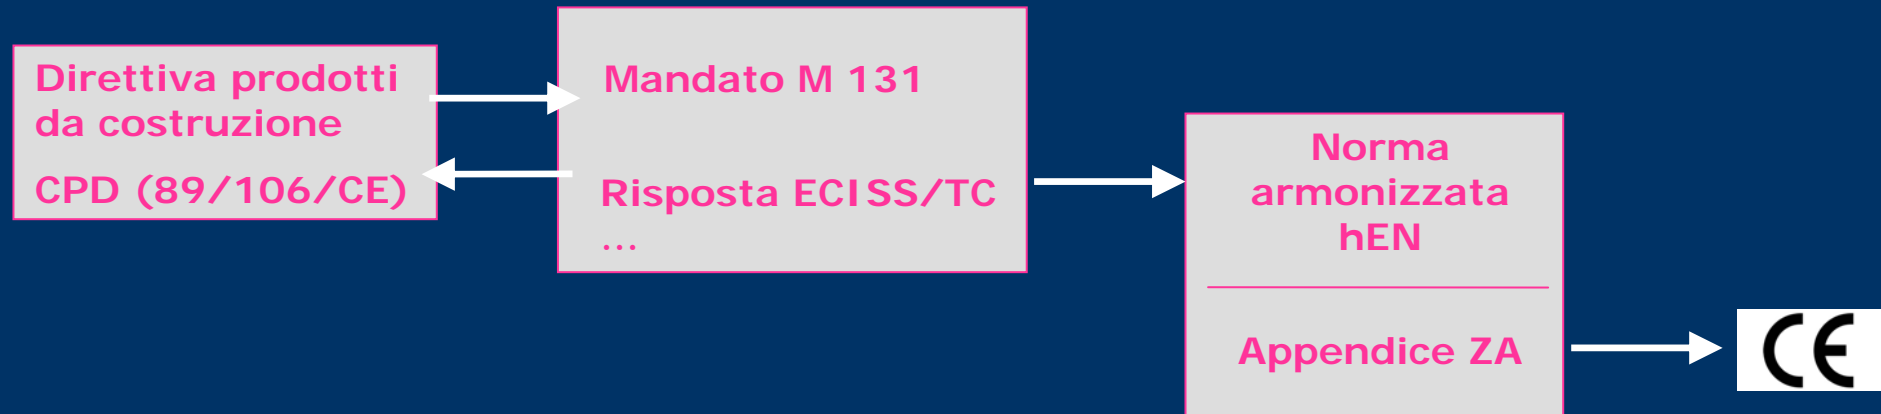 Direttiva prodotti
da costruzione
CPD (89/106/CE)
Mandato M 131
Risposta ECISS/TC
...
Norma
armonizzata
hEN
Appendice ZA
CE